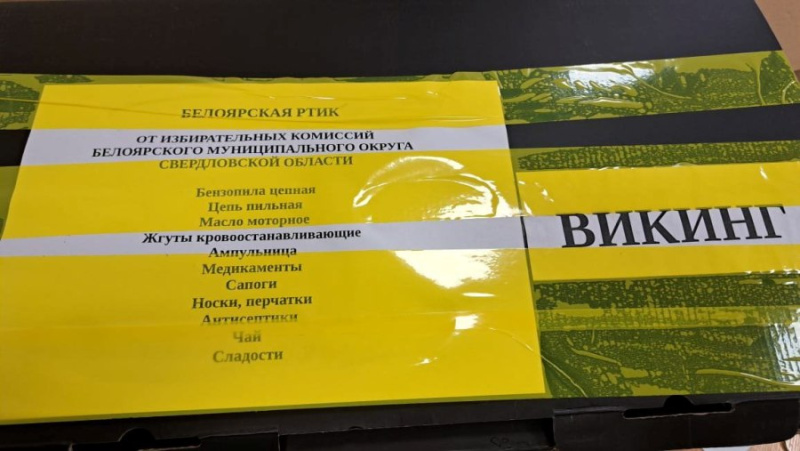 БЕЛОЯРСКАЯ РТИК
ОТ ИЗБИРАТЕЛЬНЫХ КОМИССИЙ
БЕЛОЯРСКОГО МУНИЦИПАЛЬНОГО ОКРУГА
СВЕРДЛОВСКОЙ ОБЛАСТИ
Бензопила цепная
Цепь пильная
Масло моторное
Жгуты кровоостанавливающие
Ампульница
Медикаменты
Сапоги
Носки, перчатки
Антисептики
Чай
Сладости
ВИКИНГ